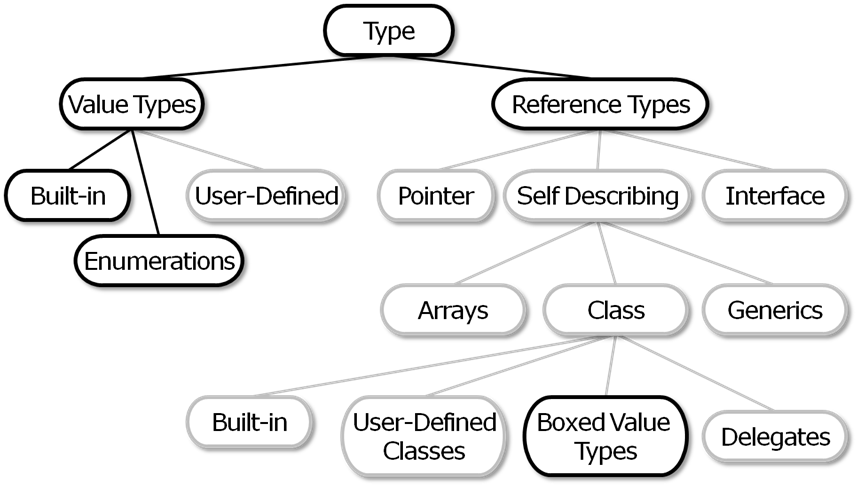 Type
Value Types
Reference Types
Built-in
User-Defined
Pointer
Self Describing
Interface
Enumerations
Arrays
Class
Generics
Built-in
User-Defined
Classes
Boxed Value
Types
Delegates